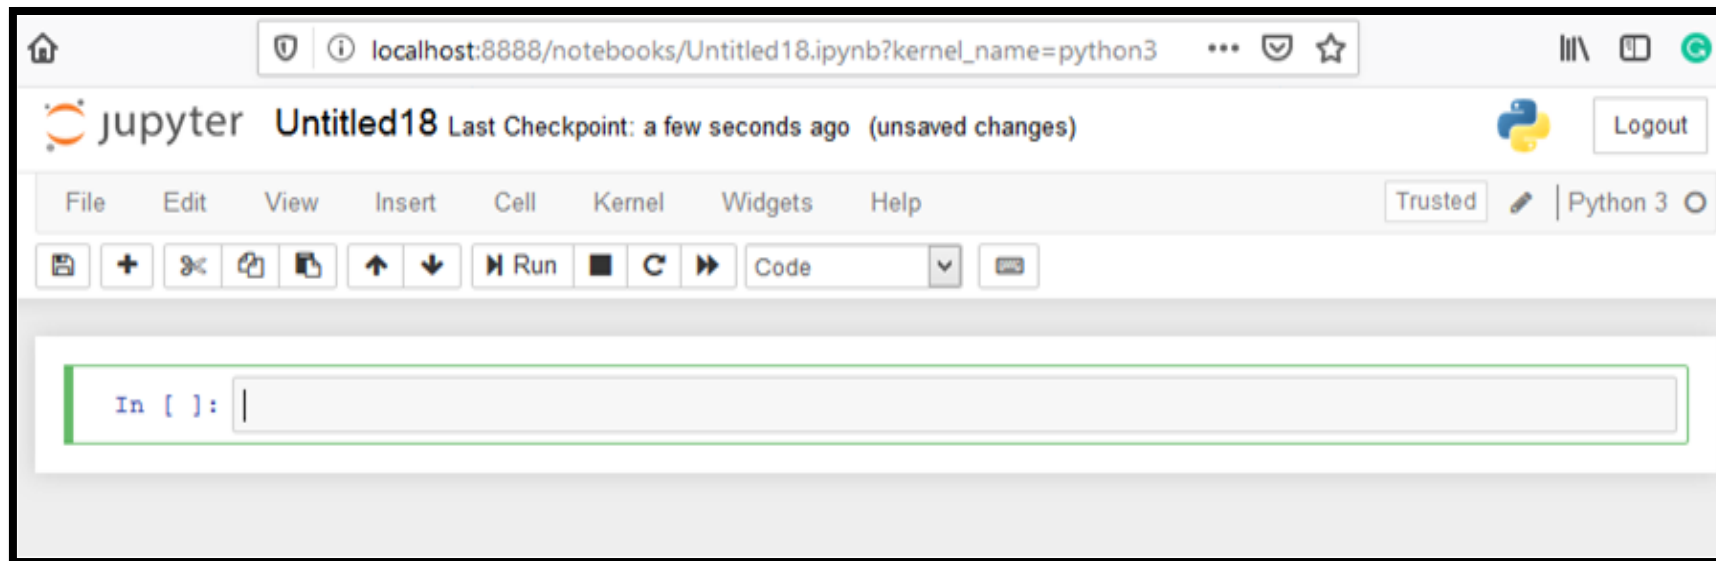 localhost:8888/notebooks/Untitled18.ipynb?kernel_name=python3
jupyter Untitled18 Last Checkpoint: a few seconds ago (unsaved changes) Logout
File Edit View Insert Cell Kernel Widgets Help Trusted Python 3
Run Code
In [ ]: